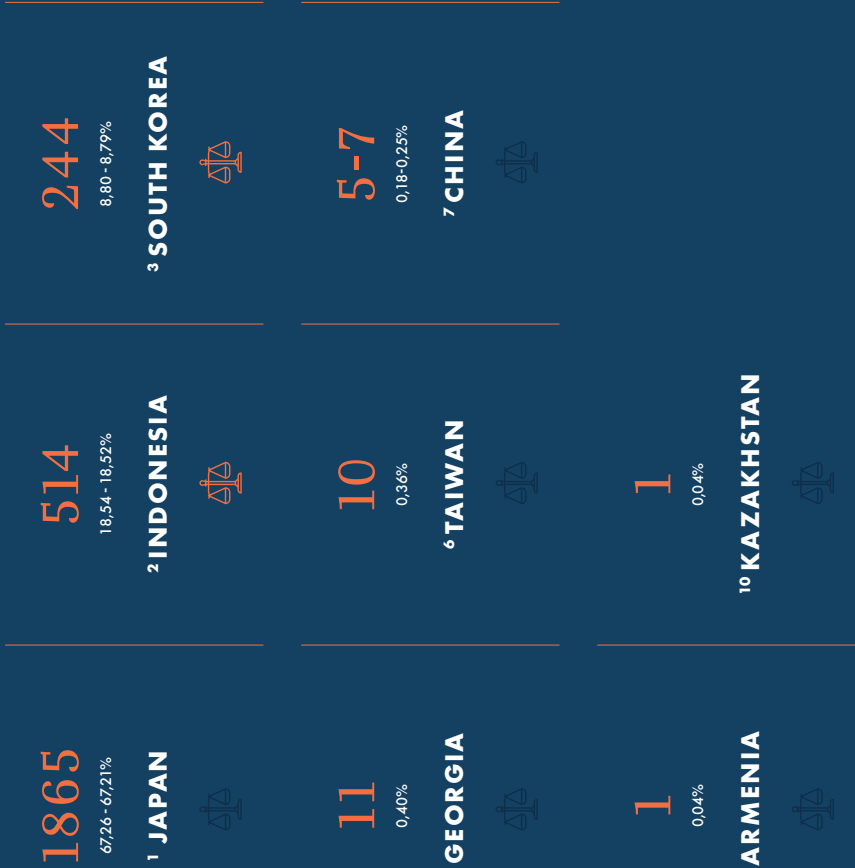 1865
67,26 - 67,21%
1 JAPAN
514
18,54 - 18,52%
2 INDONESIA
244
8,80 - 8,79%
3 SOUTH KOREA
11
0,40%
GEORGIA
10
0,36%
6 TAIWAN
5-7
0,18-0,25%
7 CHINA
1
0,04%
ARMENIA
1
0,04%
10 KAZAKHSTAN